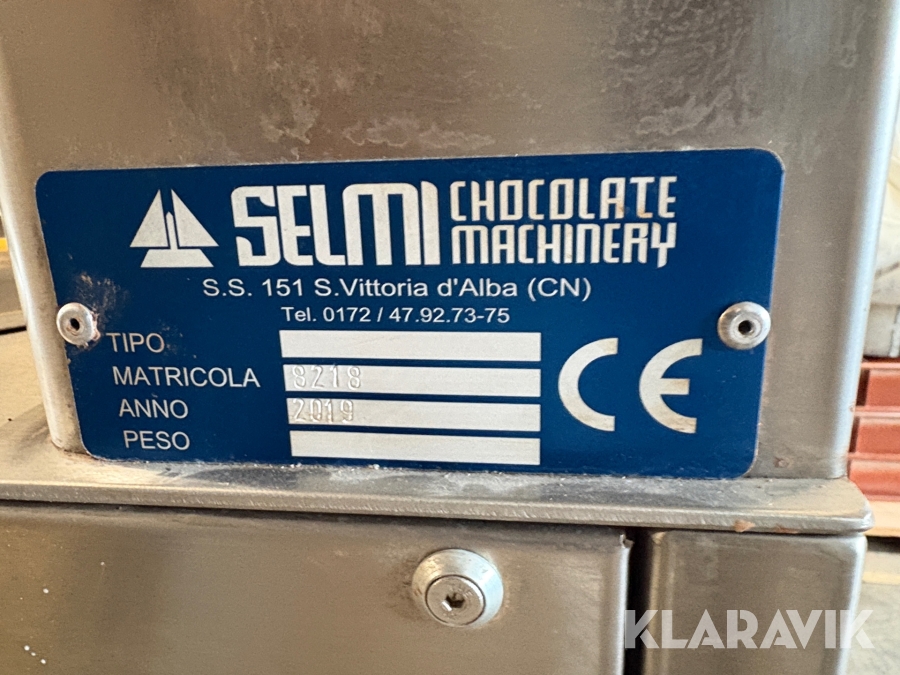 SELMI CHOCOLATE MACHINERY
S.S. 151 S.Vittoria d'Alba (CN)
Tel. 0172 / 47.92.73-75
TIPO
MATRICOLA 8218
ANNO 2019
PESO
CE
KLARAVIK